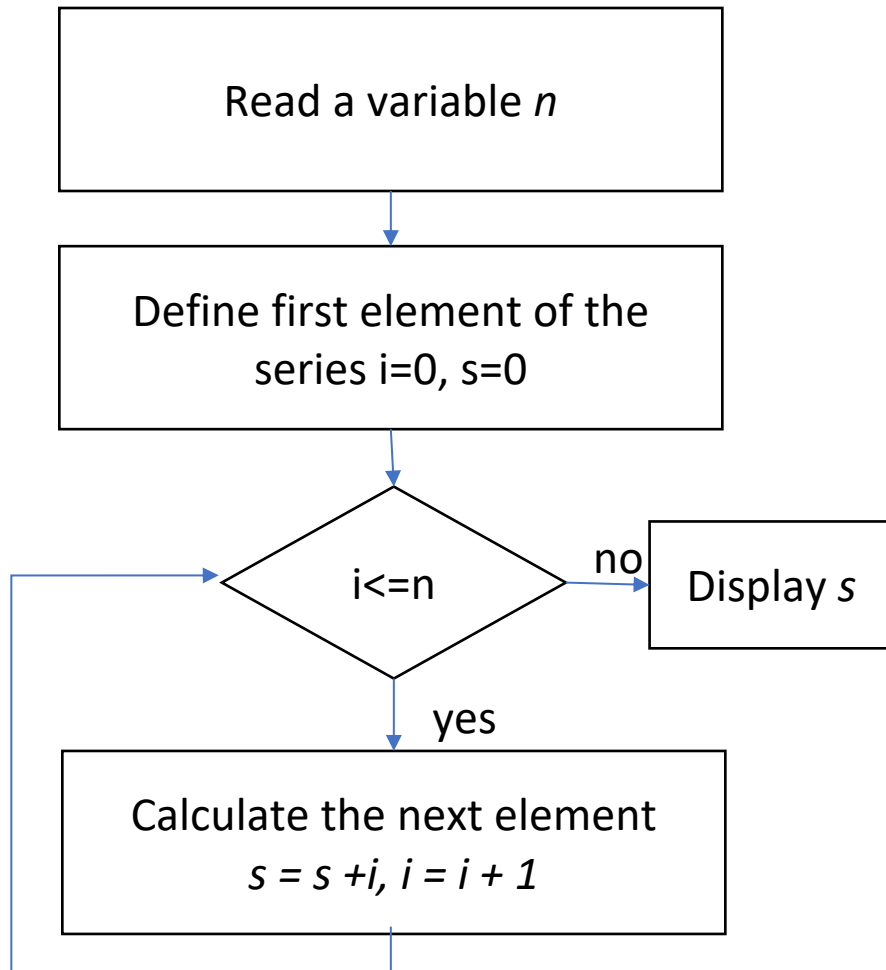 Read a variable n
Define first element of the
series i=0, s=0
i<=n
no
Display s
yes
Calculate the next element
s = s +i, i = i + 1